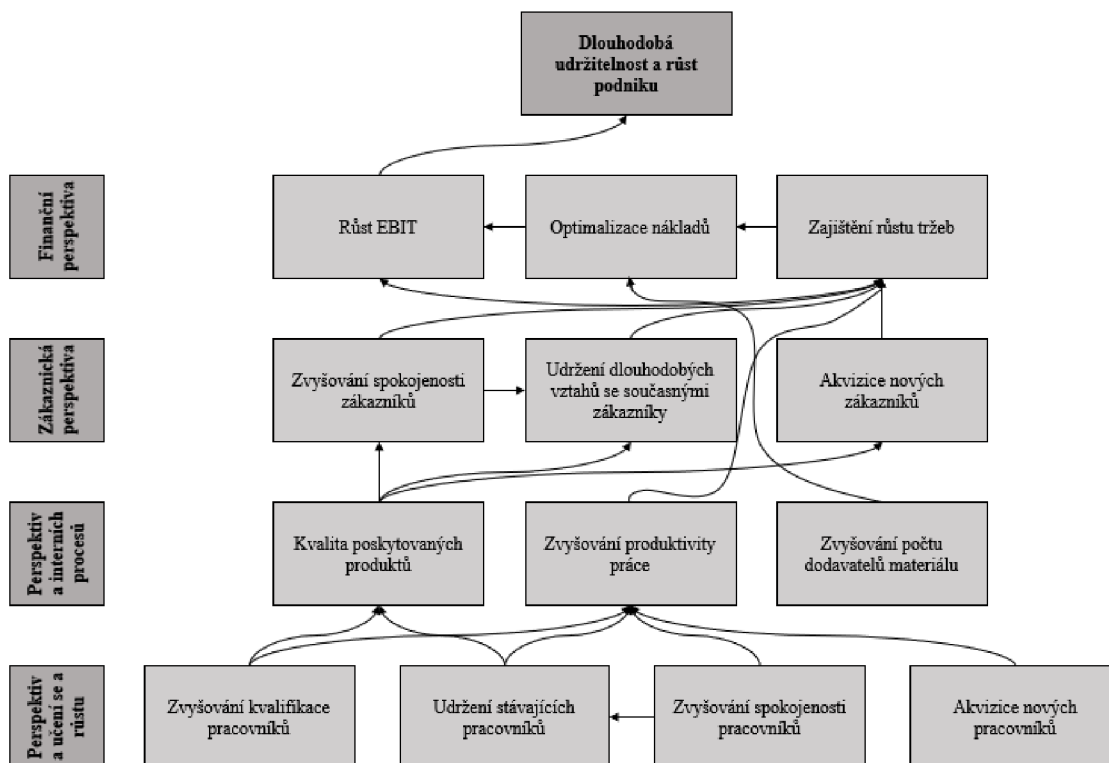 Dlouhodobá
udržitelnost a růst
podniku
Finanční
perspektiva
Růst EBIT
Optimalizace nákladů
Zajištění růstu tržeb
Zákaznická
perspektiva
Zvyšování spokojenosti
zákazníků
Udržení dlouhodobých
vztahů se současnými
zákazníky
Akvizice nových
zákazníků
Perspektiv
a interních
procesů
Kvalita poskytovaných
produktů
Zvyšování produktivity
práce
Zvyšování počtu
dodavatelů materiálu
Perspektiv
a učení se a
růstu
Zvyšování kvalifikace
pracovníků
Udržení stávajících
pracovníků
Zvyšování spokojenosti
pracovníků
Akvizice nových
pracovníků